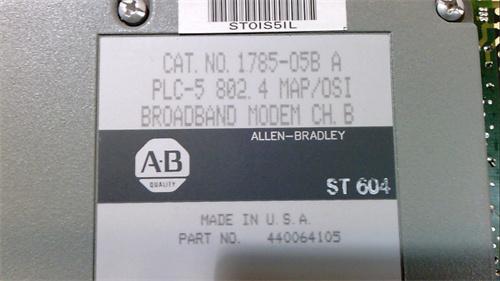 STOIS5IL
CAT. NO. 1785-05B A
PLC-5 802.4 MAP/OSI
BROADBAND MODEM CH. B
ALLEN-BRADLEY
A·B
QUALITY
ST 604
MADE IN U.S.A.
PART NO. 440064105